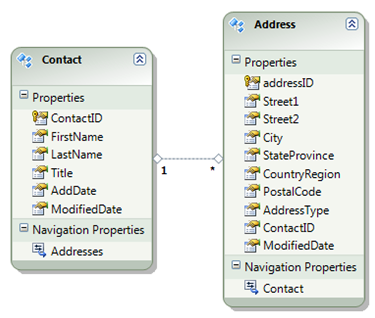 Contact
Properties
ContactID
FirstName
LastName
Title
AddDate
ModifiedDate
Navigation Properties
Addresses
1
*
Address
Properties
addressID
Street1
Street2
City
StateProvince
CountryRegion
PostalCode
AddressType
ContactID
ModifiedDate
Navigation Properties
Contact